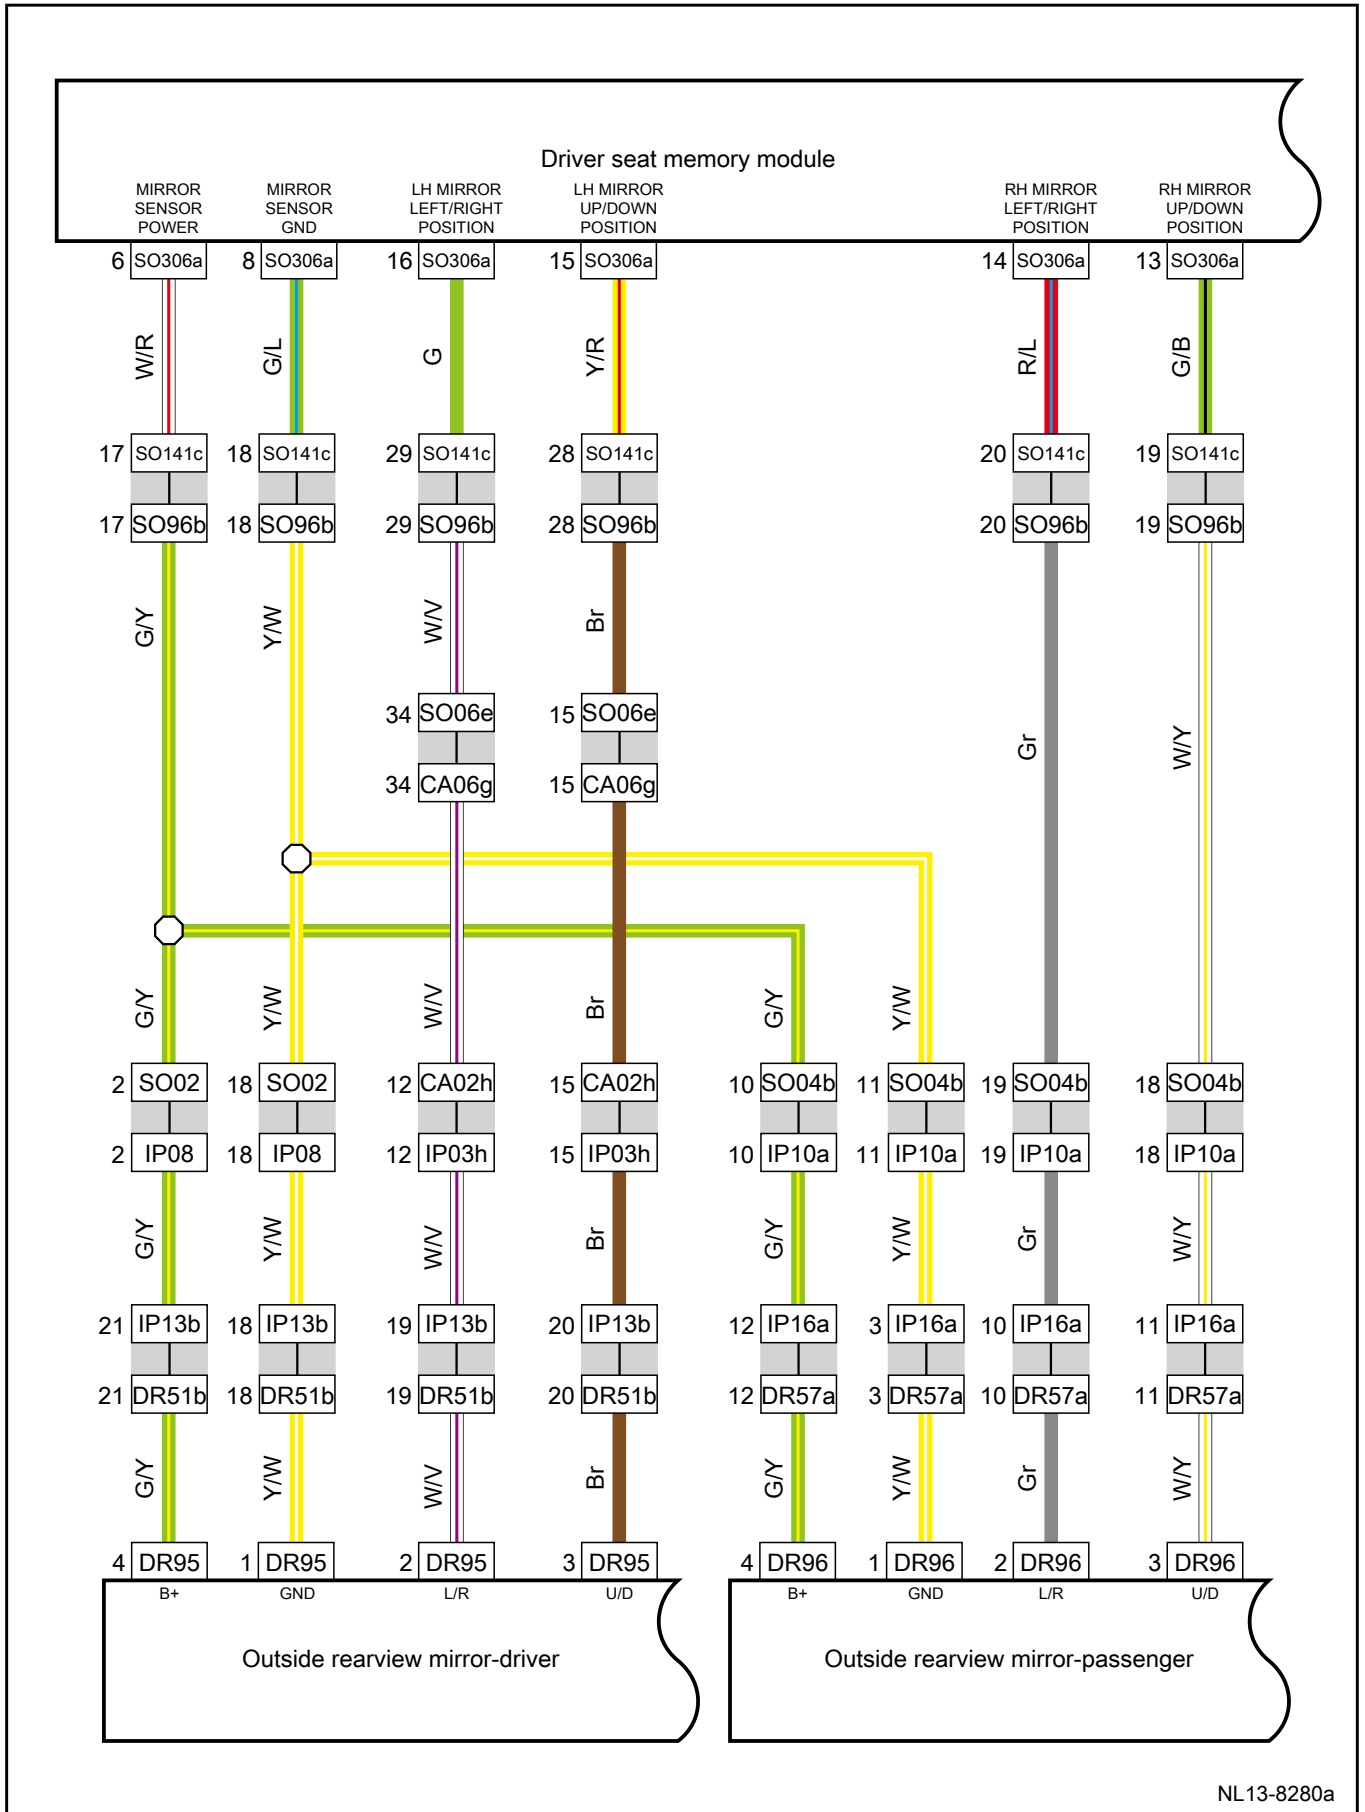 Driver seat memory module
MIRROR SENSOR POWER
MIRROR SENSOR GND
LH MIRROR LEFT/RIGHT POSITION
LH MIRROR UP/DOWN POSITION
RH MIRROR LEFT/RIGHT POSITION
RH MIRROR UP/DOWN POSITION
6 SO306a 8 SO306a 16 SO306a 15 SO306a 14 SO306a 13 SO306a
W/R G/L G Y/R R/L G/B
17 SO141c 18 SO141c 29 SO141c 28 SO141c 20 SO141c 19 SO141c
17 SO96b 18 SO96b 29 SO96b 28 SO96b 20 SO96b 19 SO96b
G/Y Y/W W/V Br
34 SO06e 15 SO06e
Gr W/Y
34 CA06g 15 CA06g
G/Y Y/W W/V Br G/Y Y/W
2 SO02 18 SO02 12 CA02h 15 CA02h 10 SO04b 11 SO04b 19 SO04b 18 SO04b
2 IP08 18 IP08 12 IP03h 15 IP03h 10 IP10a 11 IP10a 19 IP10a 18 IP10a
G/Y Y/W W/V Br G/Y Y/W Gr W/Y
21 IP13b 18 IP13b 19 IP13b 20 IP13b 12 IP16a 3 IP16a 10 IP16a 11 IP16a
21 DR51b 18 DR51b 19 DR51b 20 DR51b 12 DR57a 3 DR57a 10 DR57a 11 DR57a
G/Y Y/W W/V Br G/Y Y/W Gr W/Y
4 DR95 1 DR95 2 DR95 3 DR95 4 DR96 1 DR96 2 DR96 3 DR96
B+ GND L/R U/D B+ GND L/R U/D
Outside rearview mirror-driver
Outside rearview mirror-passenger
NL13-8280a